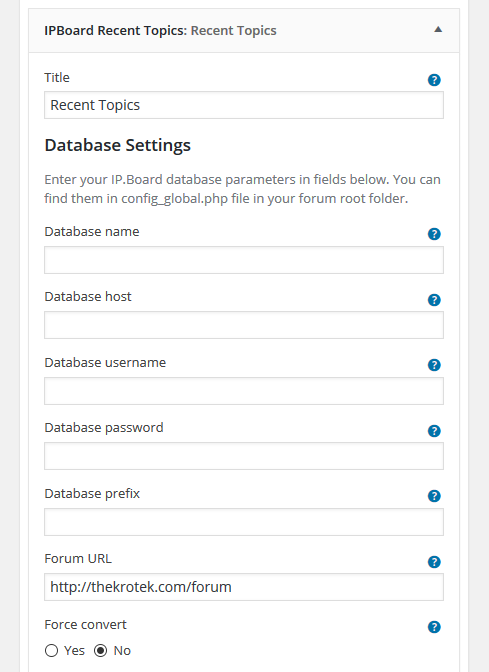 IPBoard Recent Topics: Recent Topics
Title
Recent Topics
Database Settings
Enter your IP.Board database parameters in fields below. You can
find them in config_global.php file in your forum root folder.
Database name
Database host
Database username
Database password
Database prefix
Forum URL
http://thekrotek.com/forum
Force convert
Yes No